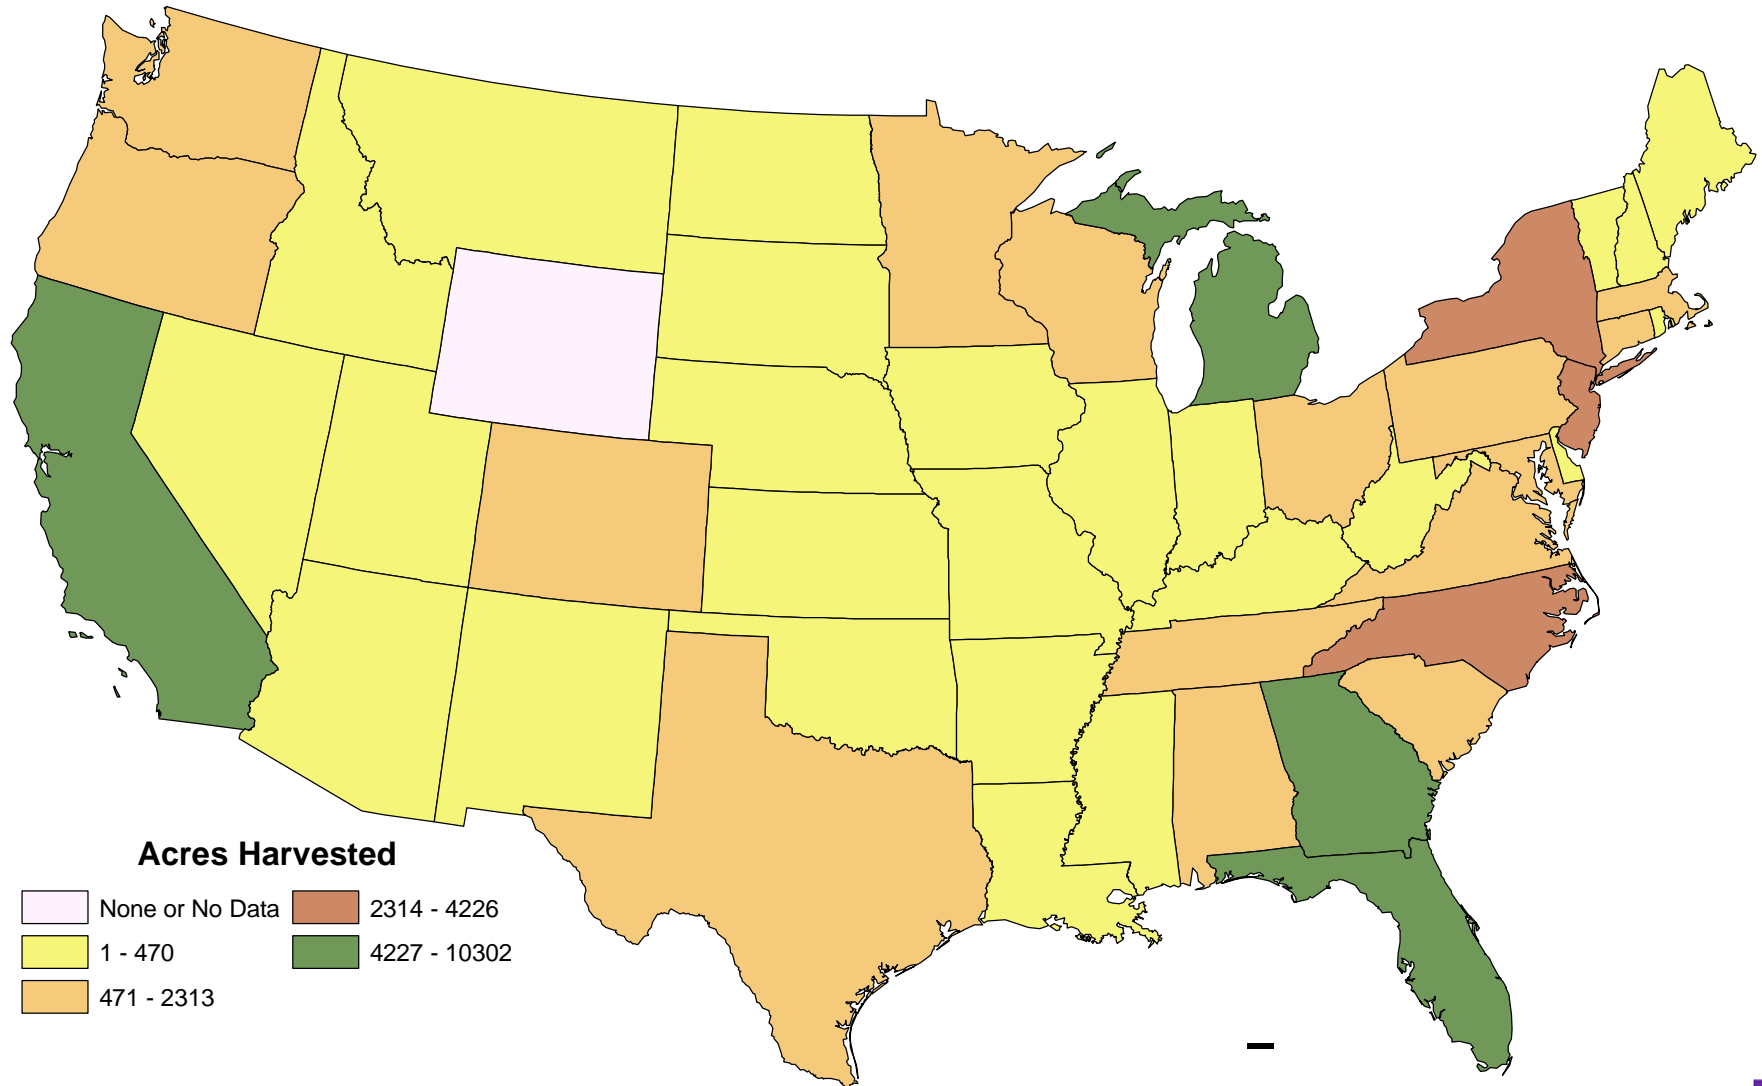 Acres Harvested
None or No Data
1 - 470
471 - 2313
2314 - 4226
4227 - 10302